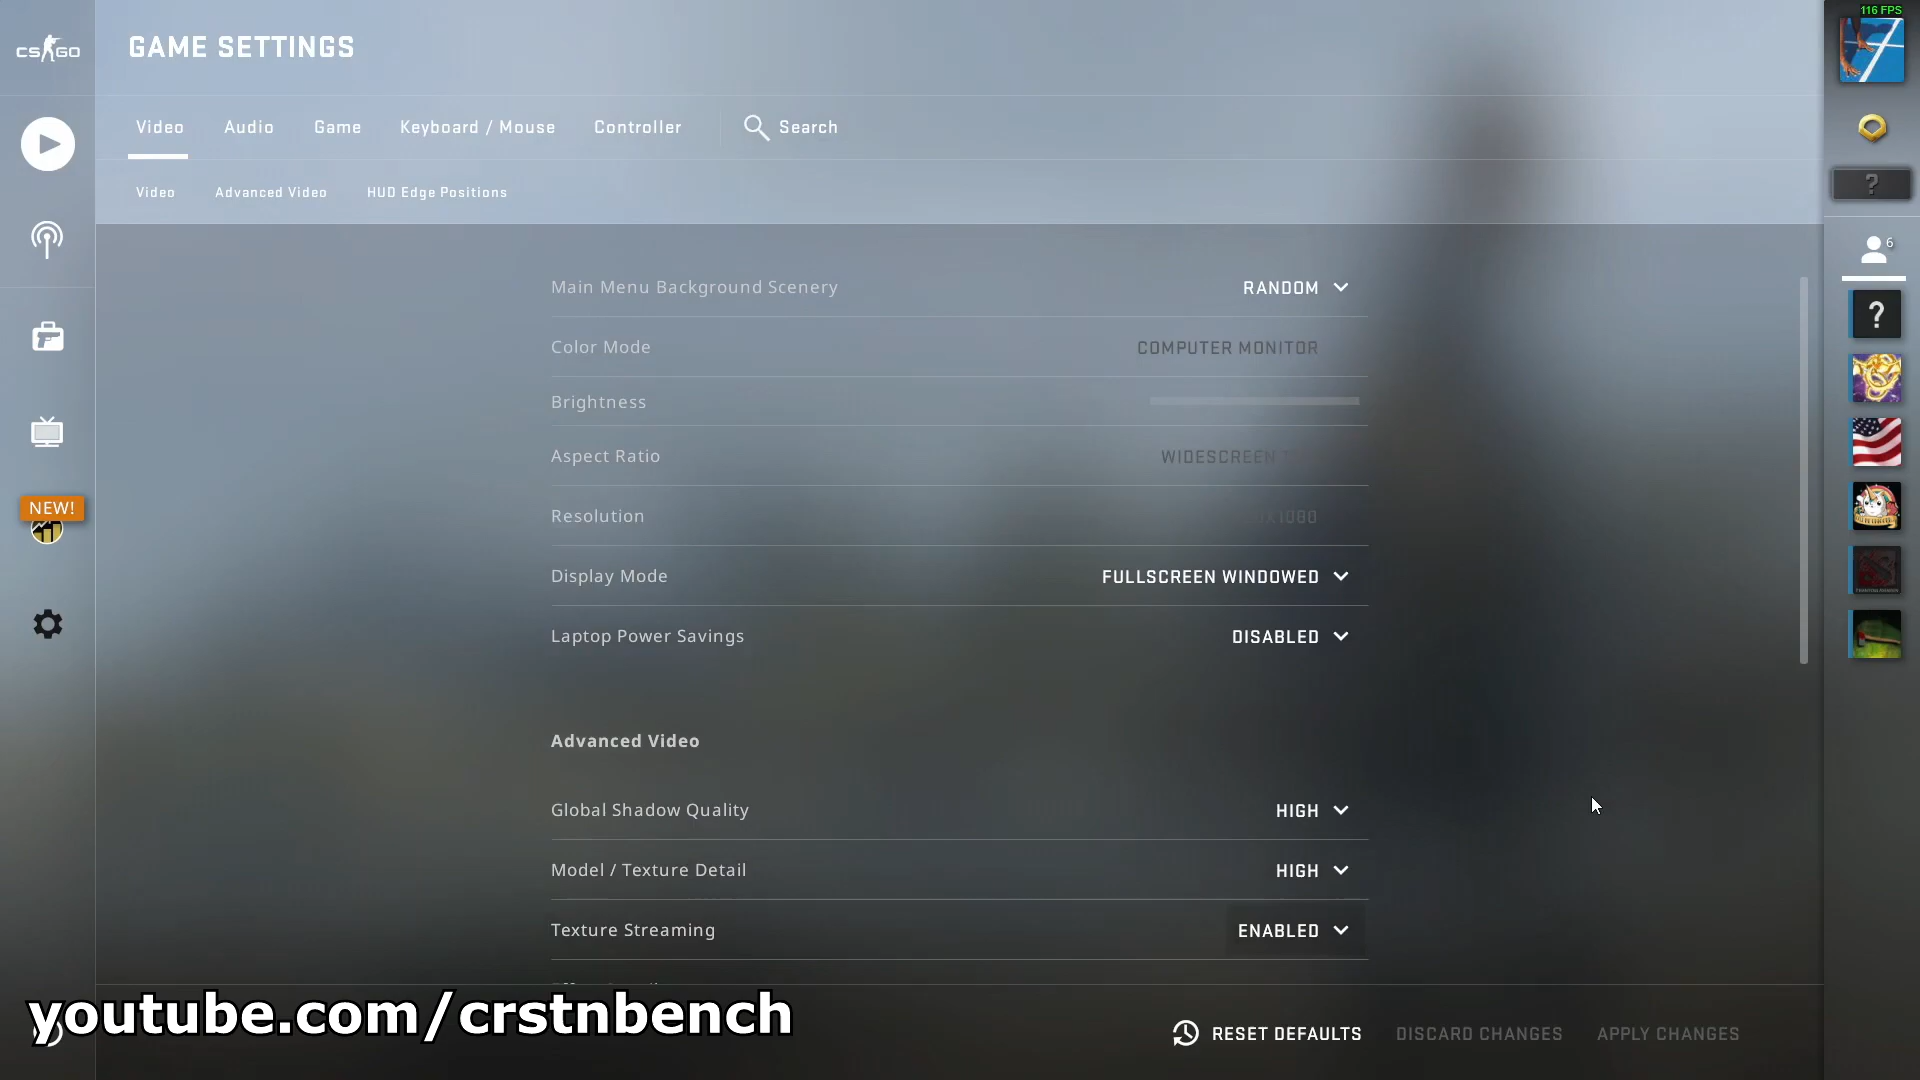 116 FPS
CS GO
GAME SETTINGS
Video Audio Game Keyboard / Mouse Controller Search
Video Advanced Video HUD Edge Positions
?
6
Main Menu Background Scenery RANDOM
?
Color Mode COMPUTER MONITOR
Brightness
Aspect Ratio WIDESCREEN
NEW!
Resolution X1080
Display Mode FULLSCREEN WINDOWED
Laptop Power Savings DISABLED
Advanced Video
Global Shadow Quality HIGH
Model / Texture Detail HIGH
Texture Streaming ENABLED
youtube.com/crstnbench
RESET DEFAULTS DISCARD CHANGES APPLY CHANGES